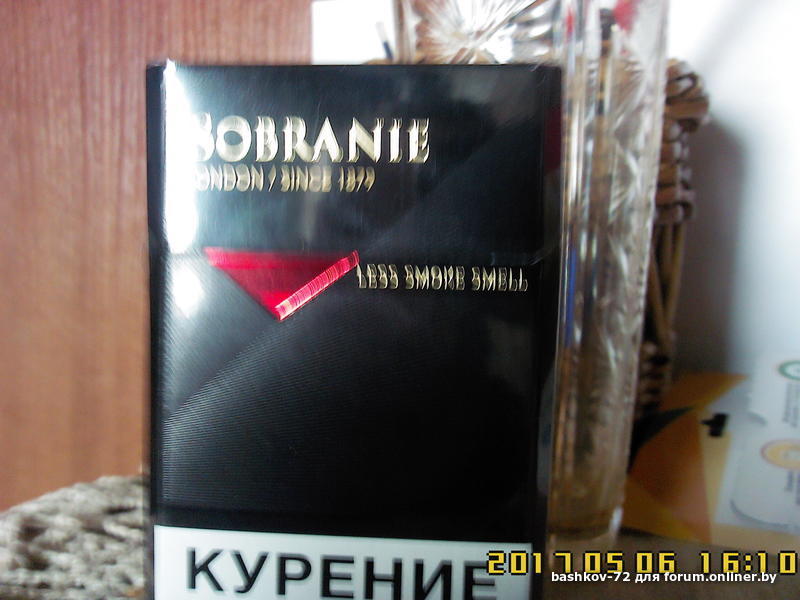 SOBRANIE
LONDON / SINCE 1879
LESS SMOKE SMELL
КУРЕНИЕ
2017.05.06 16:10
bashkov-72 для forum.onliner.by